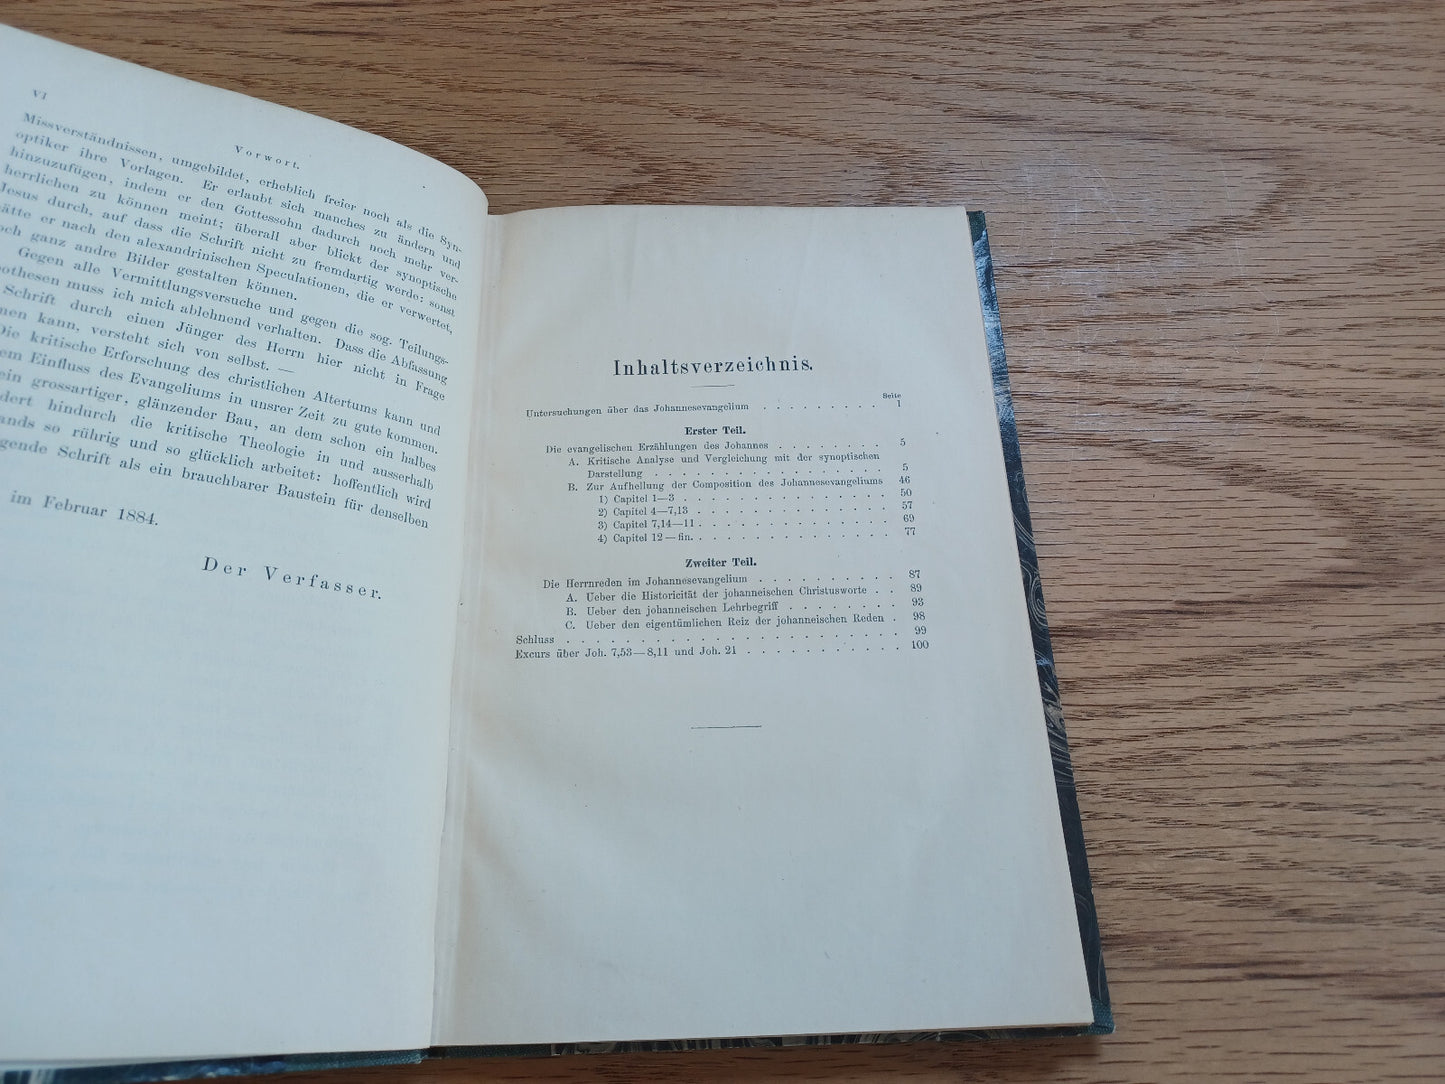 VI
Vorwort.
Missverständnissen, umgebildet, erheblich freier noch als die Syn-
optiker ihre Vorlagen. Er erlaubt sich manches zu ändern und
hinzuzufügen, indem er den Gottessohn dadurch noch mehr ver-
herrlichen zu können meint; überall aber blickt der synoptische
Jesus durch, auf dass die Schrift nicht zu fremdartig werde: sonst
hätte er nach den alexandrinischen Speculationen, die er verwertet,
noch ganz andre Bilder gestalten können.
Gegen alle Vermittlungsversuche und gegen die sog. Teilungs-
pothesen muss ich mich ablehnend verhalten. Dass die Abfassung
Schrift durch einen Jünger des Herrn hier nicht in Frage
men kann, versteht sich von selbst. —
Die kritische Erforschung des christlichen Altertums kann und
em Einfluss des Evangeliums in unsrer Zeit zu gute kommen.
ein grossartiger, glänzender Bau, an dem schon ein halbes
dert hindurch die kritische Theologie in und ausserhalb
ands so rührig und so glücklich arbeitet: hoffentlich wird
gende Schrift als ein brauchbarer Baustein für denselben
im Februar 1884.
Der Verfasser.
Inhaltsverzeichnis.
Seite
Untersuchungen über das Johannesevangelium . . . . . . . . . 1
Erster Teil.
Die evangelischen Erzählungen des Johannes . . . . . . . . 5
A. Kritische Analyse und Vergleichung mit der synoptischen
Darstellung . . . . . . . . . . . . . . . . 5
B. Zur Aufhellung der Composition des Johannesevangeliums 46
1) Capitel 1—3 . . . . . . . . . . . . . . 50
2) Capitel 4—7,13 . . . . . . . . . . . . . 57
3) Capitel 7,14—11 . . . . . . . . . . . . . 69
4) Capitel 12—fin. . . . . . . . . . . . . . 77
Zweiter Teil.
Die Herrnreden im Johannesevangelium . . . . . . . . . . 87
A. Ueber die Historicität der johanneischen Christusworte . . 89
B. Ueber den johanneischen Lehrbegriff . . . . . . . . 93
C. Ueber den eigentümlichen Reiz der johanneischen Reden . 98
Schluss . . . . . . . . . . . . . . . . . . . . 99
Excurs über Joh. 7,53—8,11 und Joh. 21 . . . . . . . . . . . 100